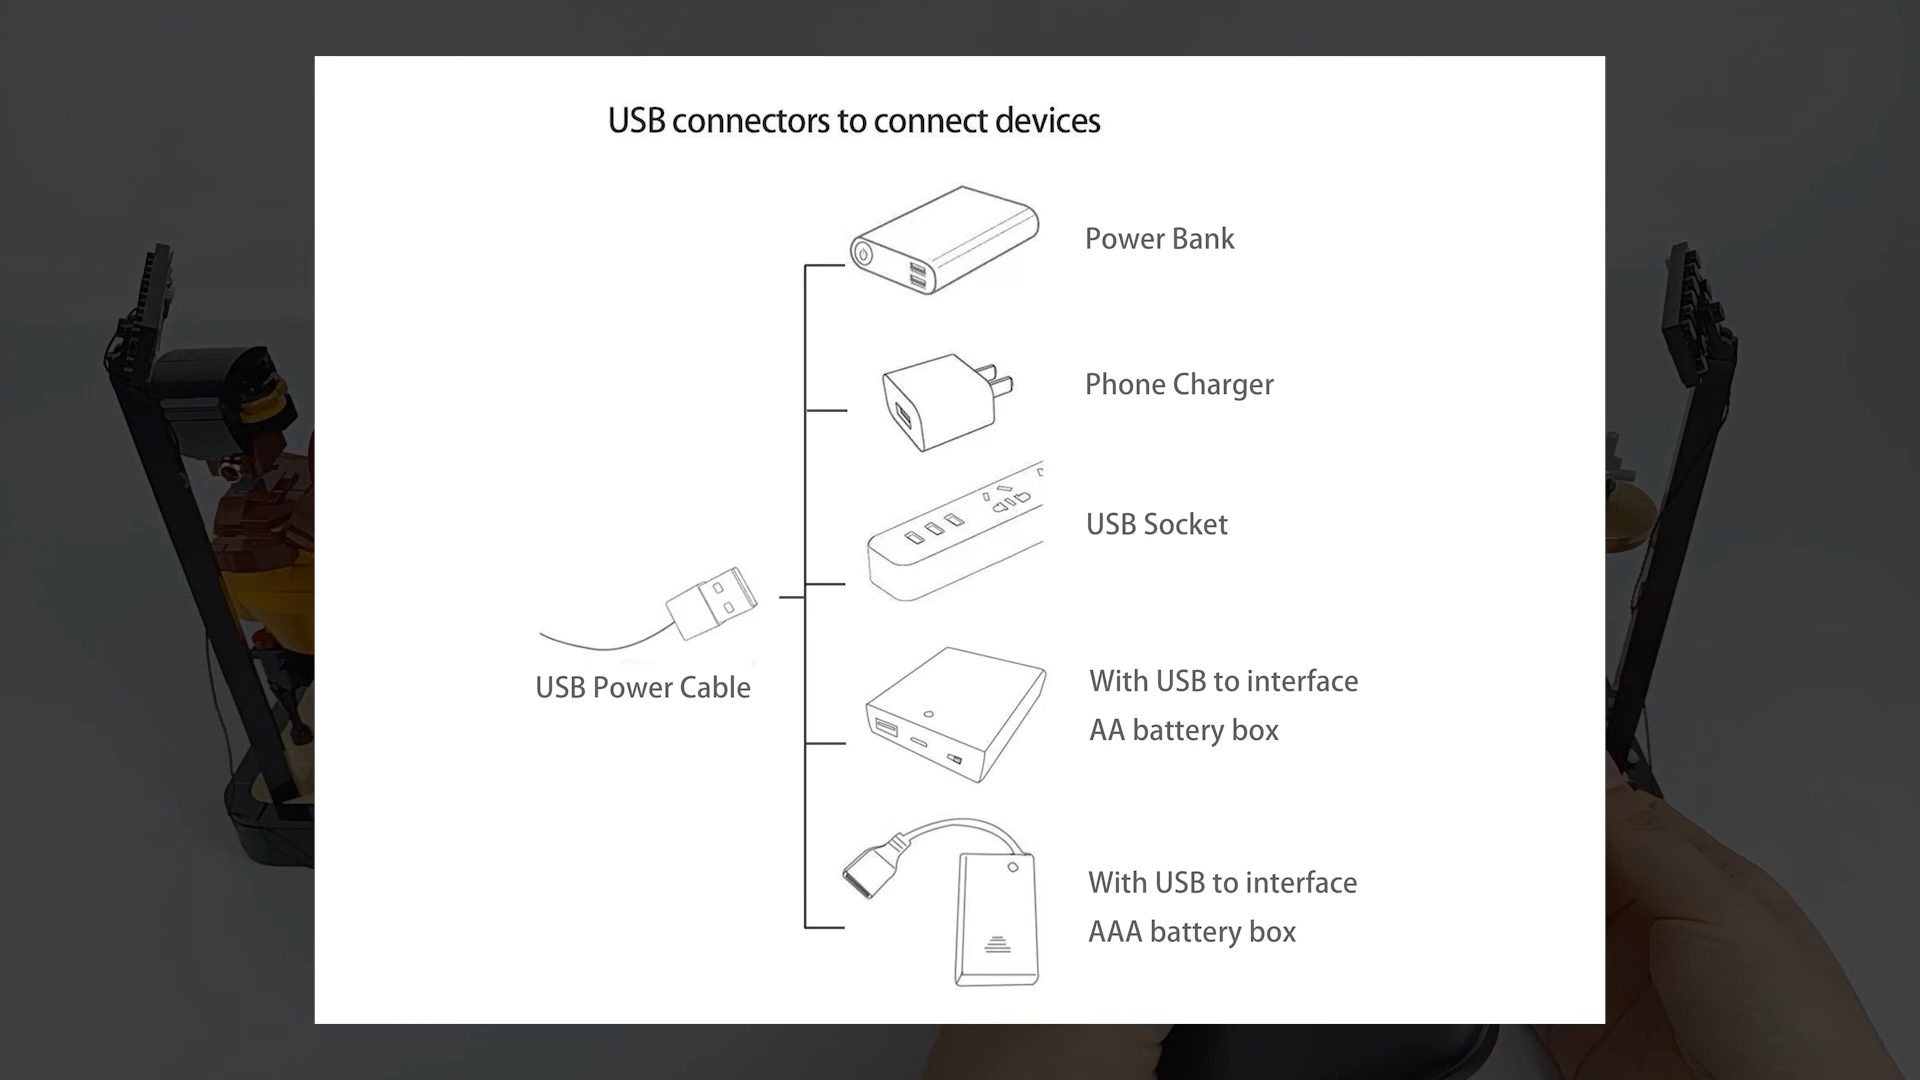 USB connectors to connect devices
Power Bank
Phone Charger
USB Socket
USB Power Cable
With USB to interface
AA battery box
With USB to interface
AAA battery box